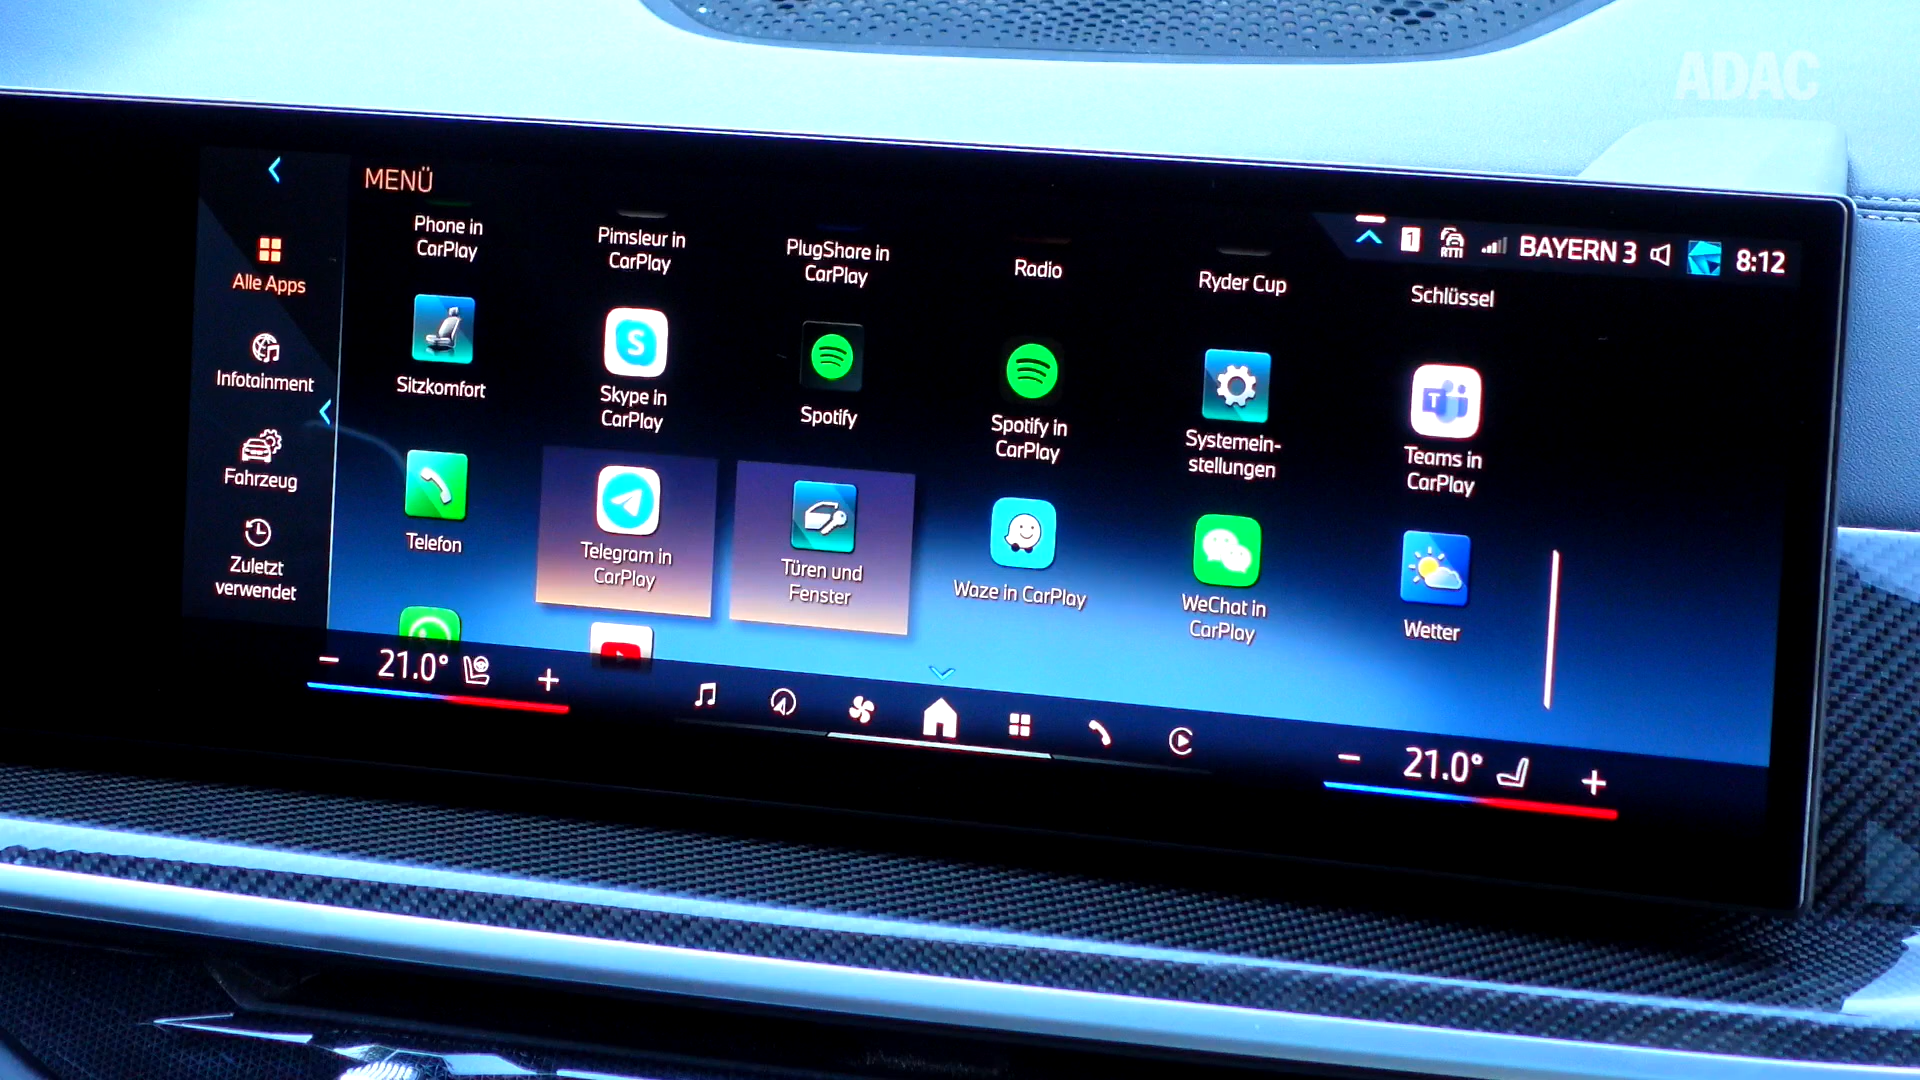 ADAC
MENÜ
1
RTTI
BAYERN 3
8:12
Alle Apps
Infotainment
Fahrzeug
Zuletzt
verwendet
Phone in
CarPlay
Pimsleur in
CarPlay
PlugShare in
CarPlay
Radio
Ryder Cup
Schlüssel
Sitzkomfort
S
Skype in
CarPlay
Spotify
Spotify in
CarPlay
Systemein-
stellungen
T
Teams in
CarPlay
Telefon
Telegram in
CarPlay
Türen und
Fenster
Waze in CarPlay
WeChat in
CarPlay
Wetter
− 21.0° +
− 21.0° +